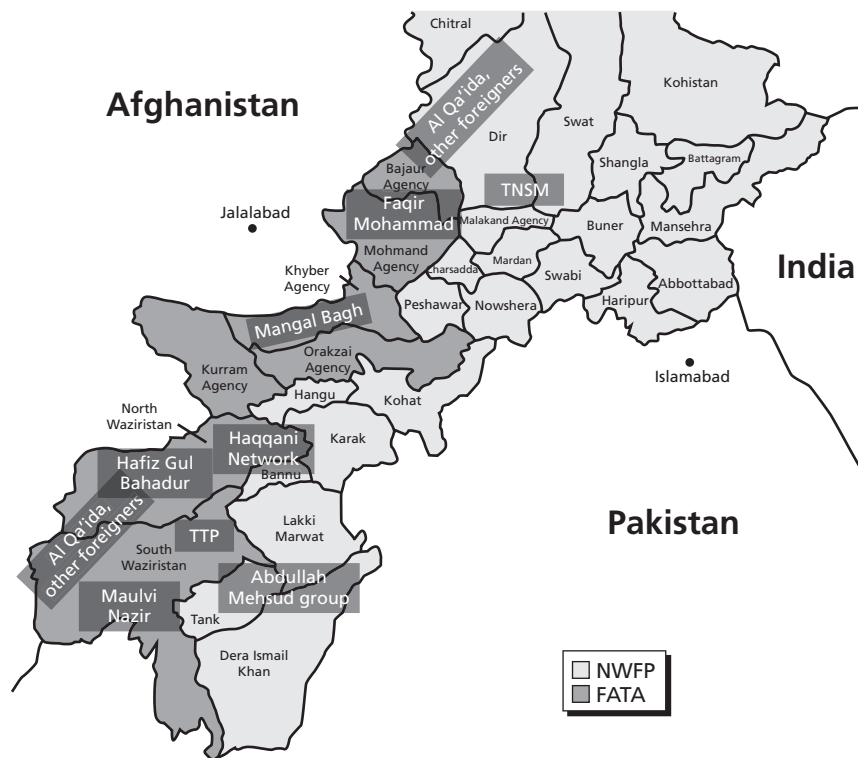 Chitral
Afghanistan
Al Qa'ida,
other foreigners
Kohistan
Dir
Swat
Shangla
Battagram
Bajaur
Agency
TNSM
Faqir
Mohammad
Jalalabad
Malakand Agency
Buner
Mansehra
Mohmand
Agency
Charsadda
Mardan
Swabi
India
Khyber
Agency
Peshawar
Nowshera
Haripur
Abbottabad
Mangal Bagh
Orakzai
Agency
Kurram
Agency
Islamabad
Hangu
Kohat
North
Waziristan
Haqqani
Network
Karak
Hafiz Gul
Bahadur
Bannu
Al Qa'ida,
other foreigners
TTP
Lakki
Marwat
Pakistan
South
Waziristan
Abdullah
Mehsud group
Maulvi
Nazir
Tank
Dera Ismail
Khan
NWFP
FATA